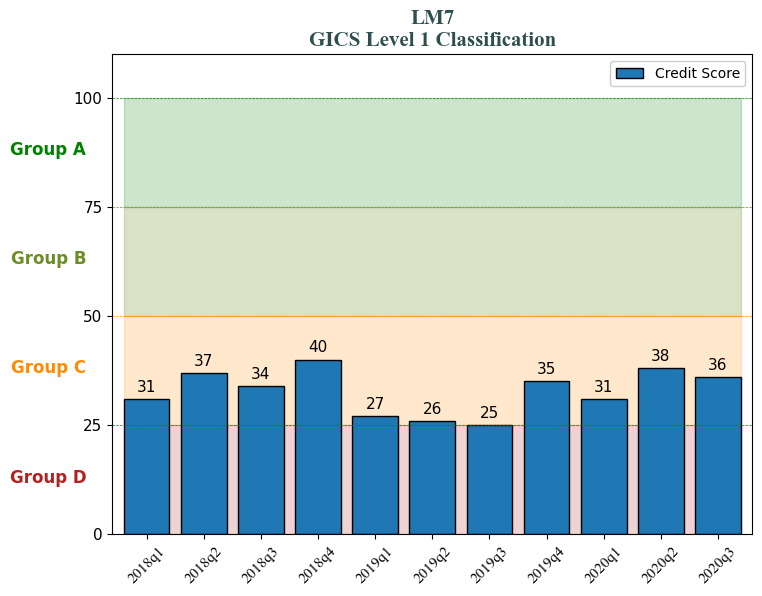 LM7
GICS Level 1 Classification
Credit Score
100
Group A
75
Group B
50
Group C
25
Group D
0
31
37
34
40
27
26
25
35
31
38
36
2018q1
2018q2
2018q3
2018q4
2019q1
2019q2
2019q3
2019q4
2020q1
2020q2
2020q3